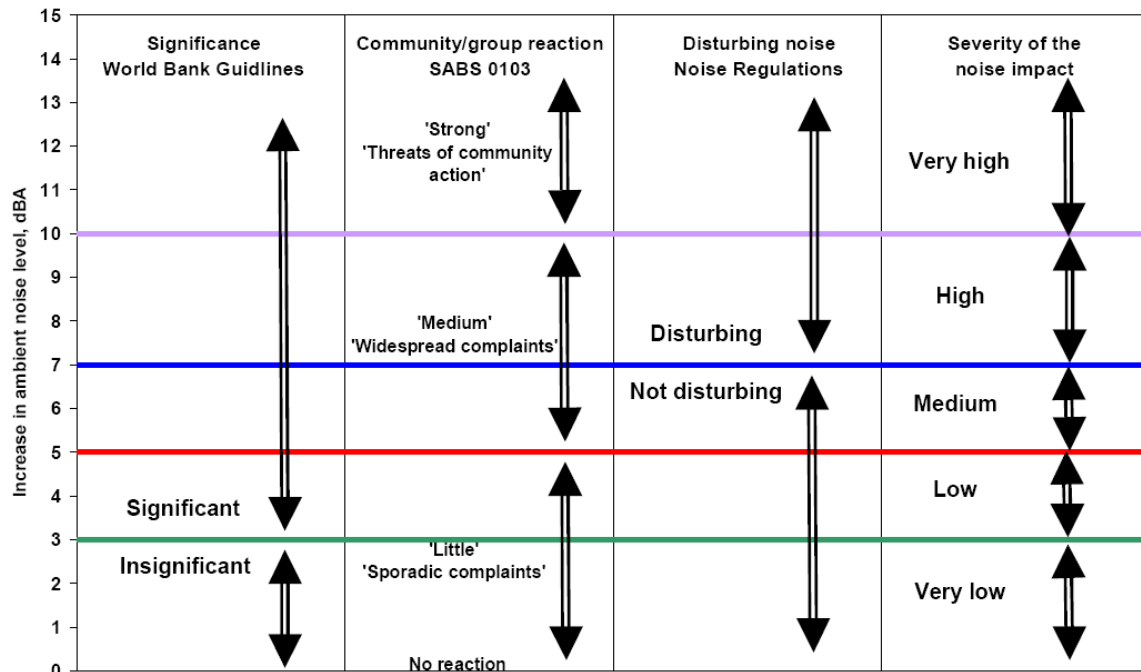 Increase in ambient noise level, dBA
15
14
13
12
11
10
9
8
7
6
5
4
3
2
1
0
Significance
World Bank Guidlines
Significant
Insignificant
Community/group reaction
SABS 0103
'Strong'
'Threats of community
action'
'Medium'
'Widespread complaints'
'Little'
'Sporadic complaints'
No reaction
Disturbing noise
Noise Regulations
Disturbing
Not disturbing
Severity of the
noise impact
Very high
High
Medium
Low
Very low